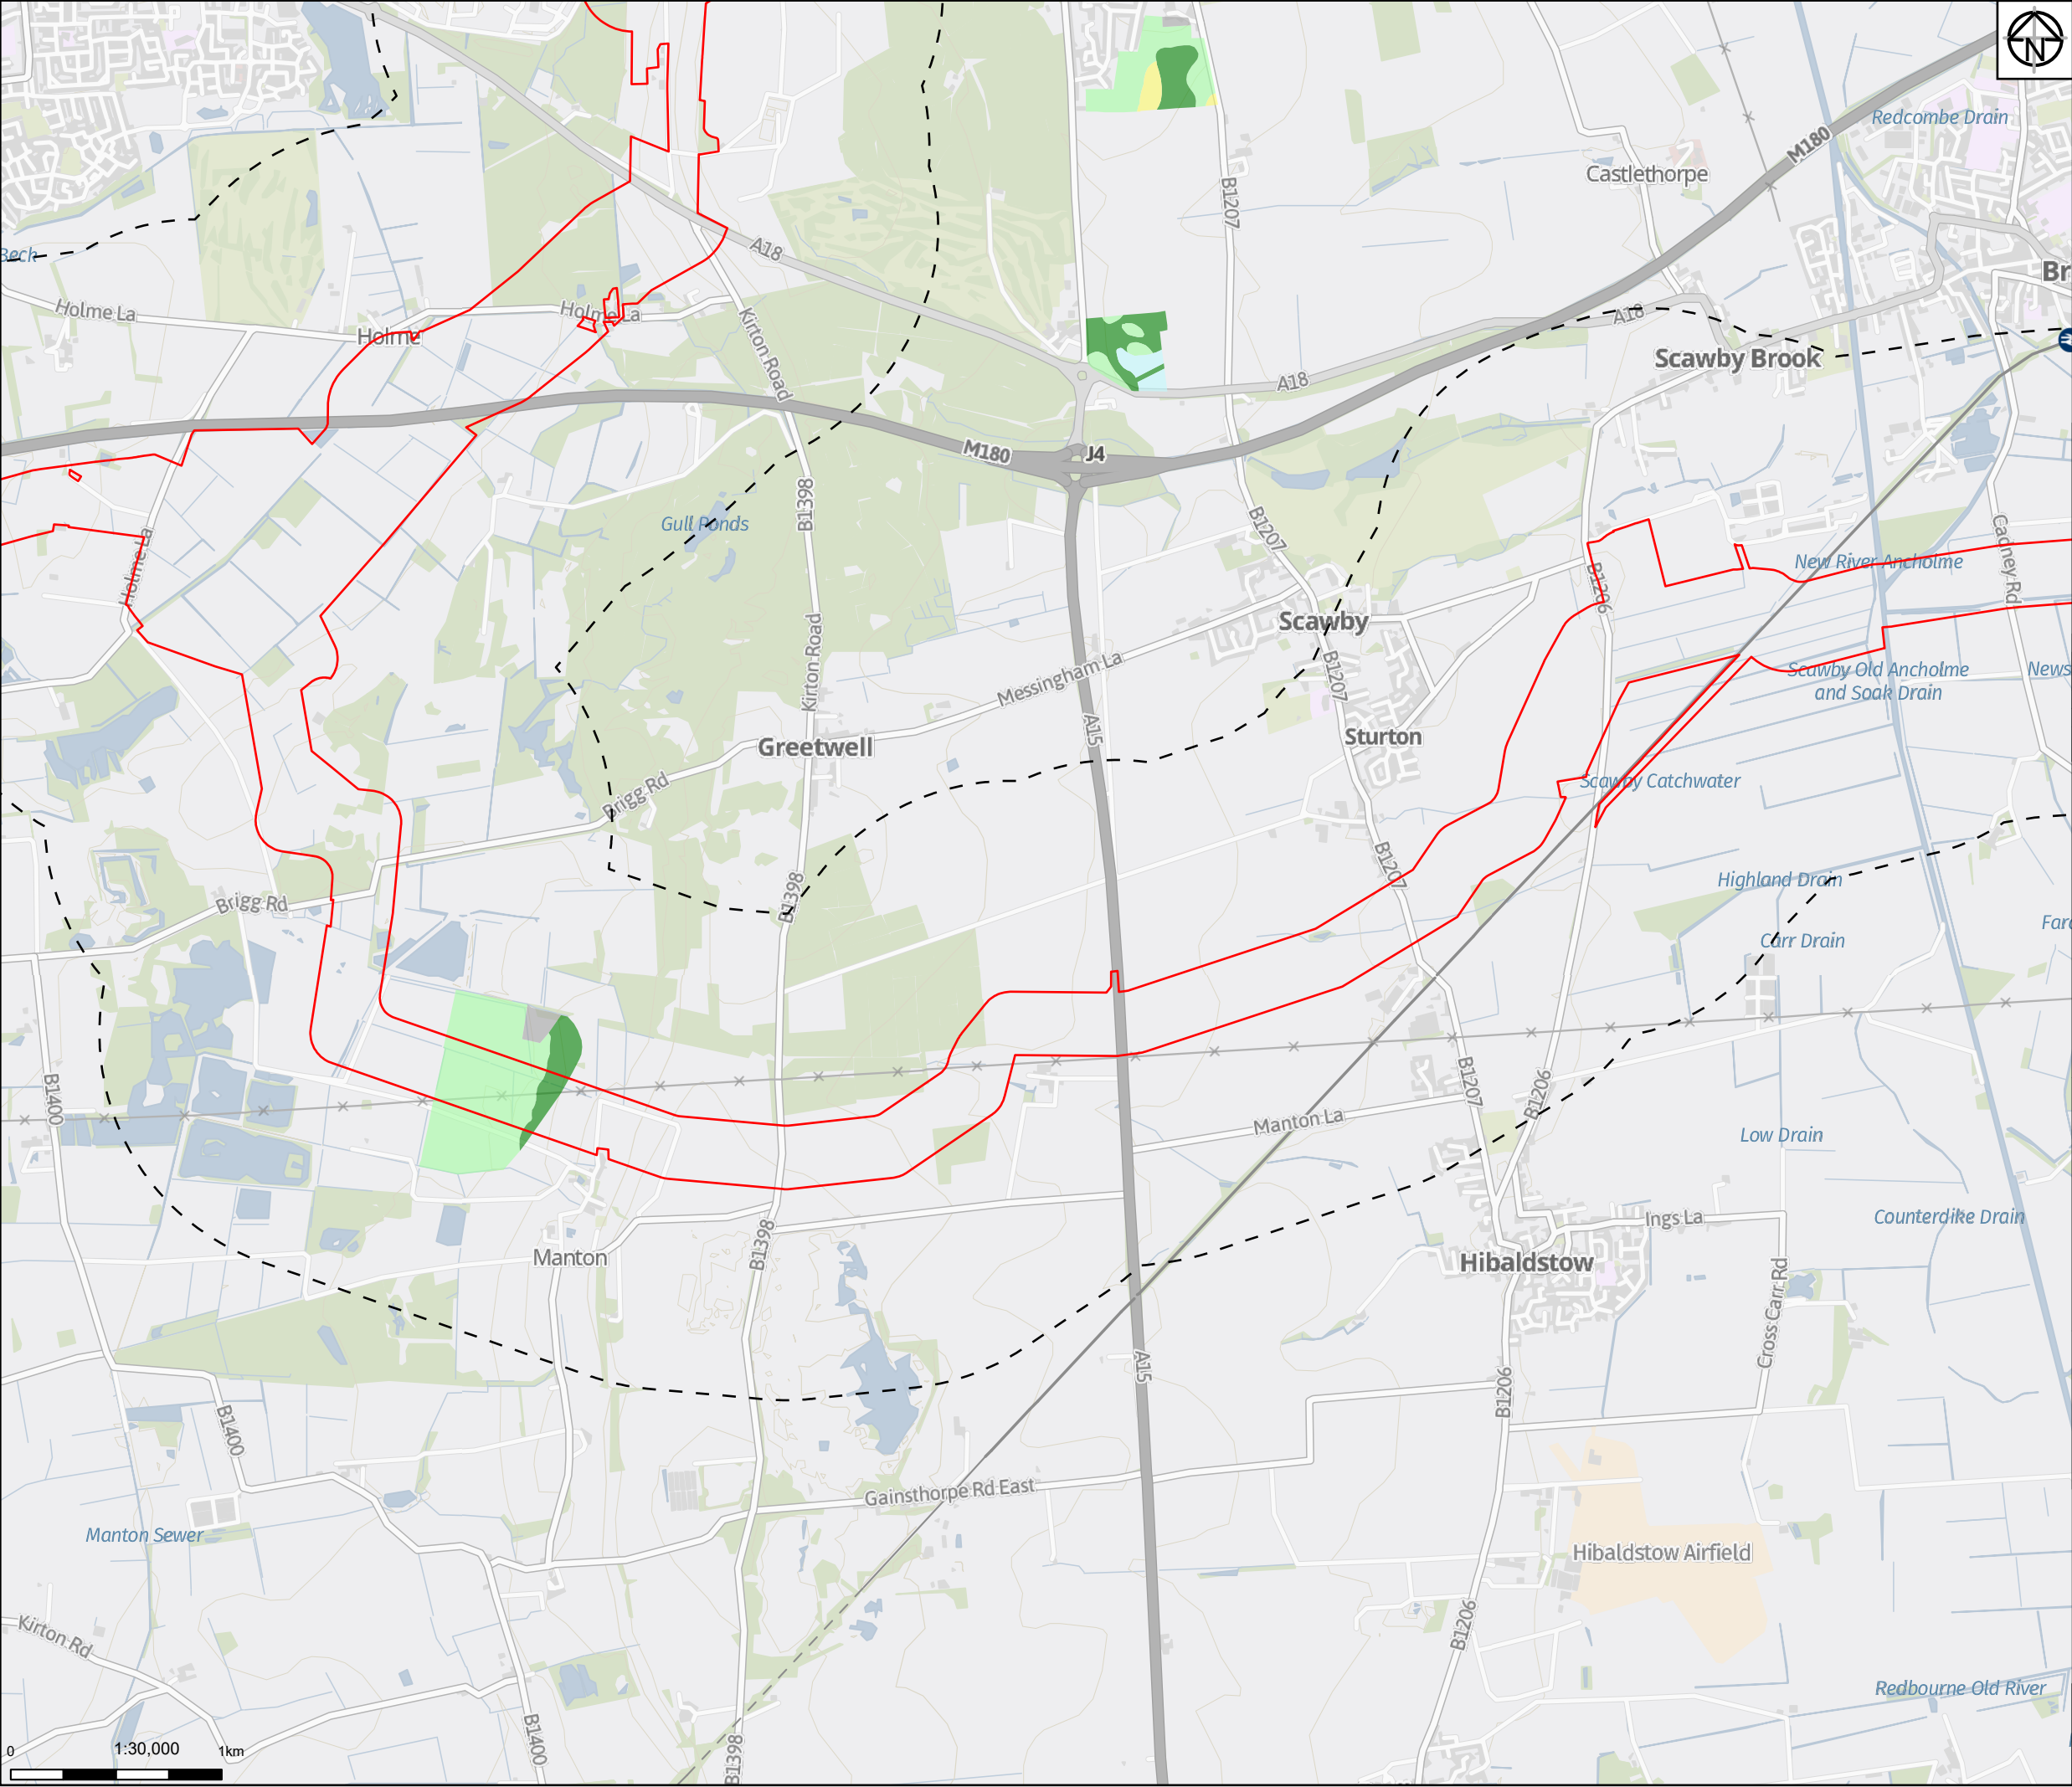 N
Redcombe Drain
M180
Castlethorpe
B1207
Bech
A18
Br
Holme La
Holme La
Holme
Kirton Road
A18
Scawby Brook
A18
M180
J4
Gull Ponds
B1398
B1207
Holme La
New River Ancholme
Cadney Rd
B1206
Scawby
Kirton Road
Messingham La
B1207
Scawby Old Ancholme
and Soak Drain
News
A15
Sturton
Greetwell
Brigg Rd
Scawby Catchwater
B1207
Highland Drain
Brigg Rd
B1398
Carr Drain
Farc
B1400
B1207
B1206
Manton La
Low Drain
Ings La
Counterdike Drain
B1398
Manton
Hibaldstow
Cross Carr Rd
A15
B1206
B1400
Gainsthorpe Rd East
Manton Sewer
Hibaldstow Airfield
Kirton Rd
B1206
Redbourne Old River
B1400
B1398
0
1:30,000
1km